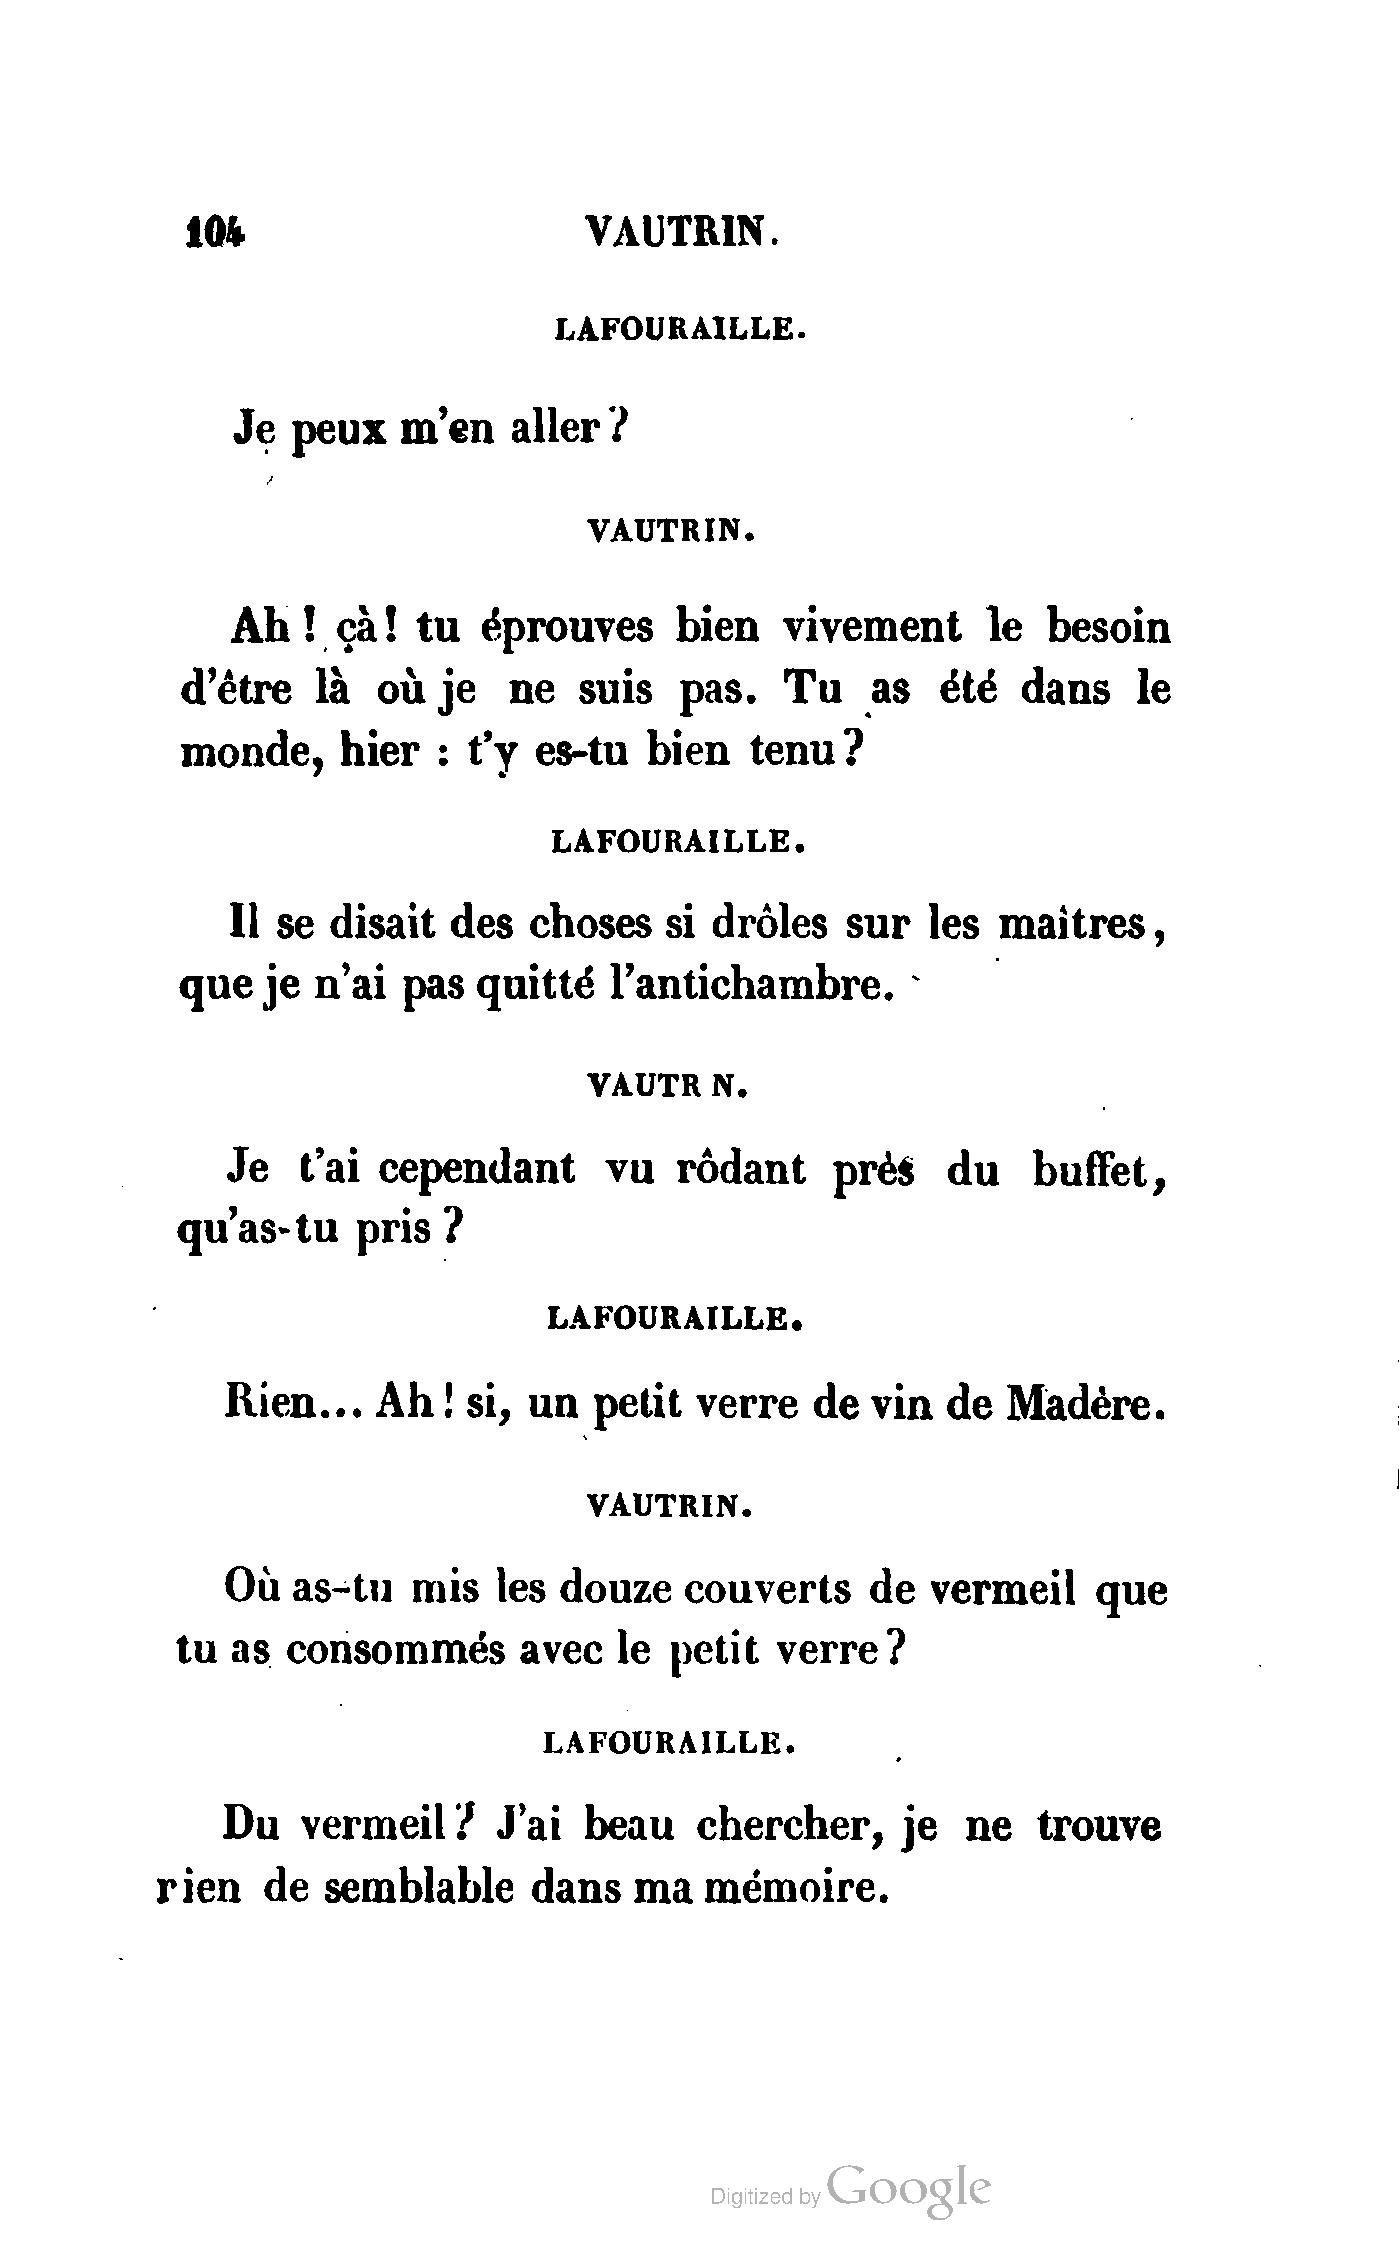 104 VAUTRIN.
LAFOURAILLE.
Je peux m'en aller ?
VAUTRIN.
Ah ! çà ! tu éprouves bien vivement le besoin
d'être là où je ne suis pas. Tu as été dans le
monde, hier : t'y es-tu bien tenu ?
LAFOURAILLE.
Il se disait des choses si drôles sur les maîtres,
que je n'ai pas quitté l'antichambre.
VAUTR N.
Je t'ai cependant vu rôdant près du buffet,
qu'as-tu pris ?
LAFOURAILLE.
Rien... Ah ! si, un petit verre de vin de Madère.
VAUTRIN.
Où as-tu mis les douze couverts de vermeil que
tu as consommés avec le petit verre ?
LAFOURAILLE.
Du vermeil ? J'ai beau chercher, je ne trouve
rien de semblable dans ma mémoire.
Digitized by Google